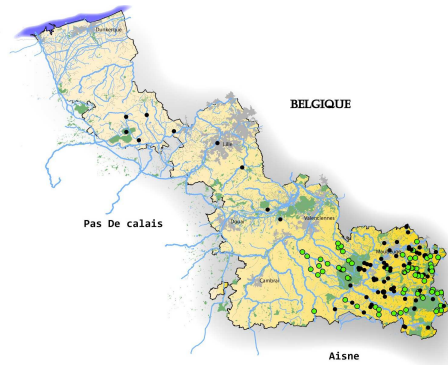 Dunkerque
BELGIQUE
Lille
Pas De calais
Douai
Valenciennes
Cambrai
Aisne